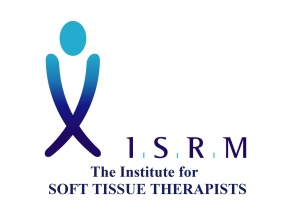 I.S.R.M
The Institute for
SOFT TISSUE THERAPISTS